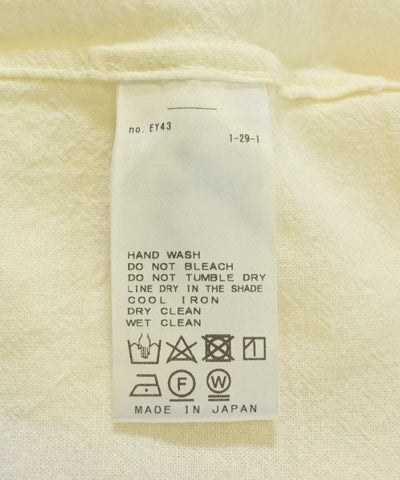 no. EY43 1-29-1
HAND WASH
DO NOT BLEACH
DO NOT TUMBLE DRY
LINE DRY IN THE SHADE
COOL IRON
DRY CLEAN
WET CLEAN
F W
MADE IN JAPAN